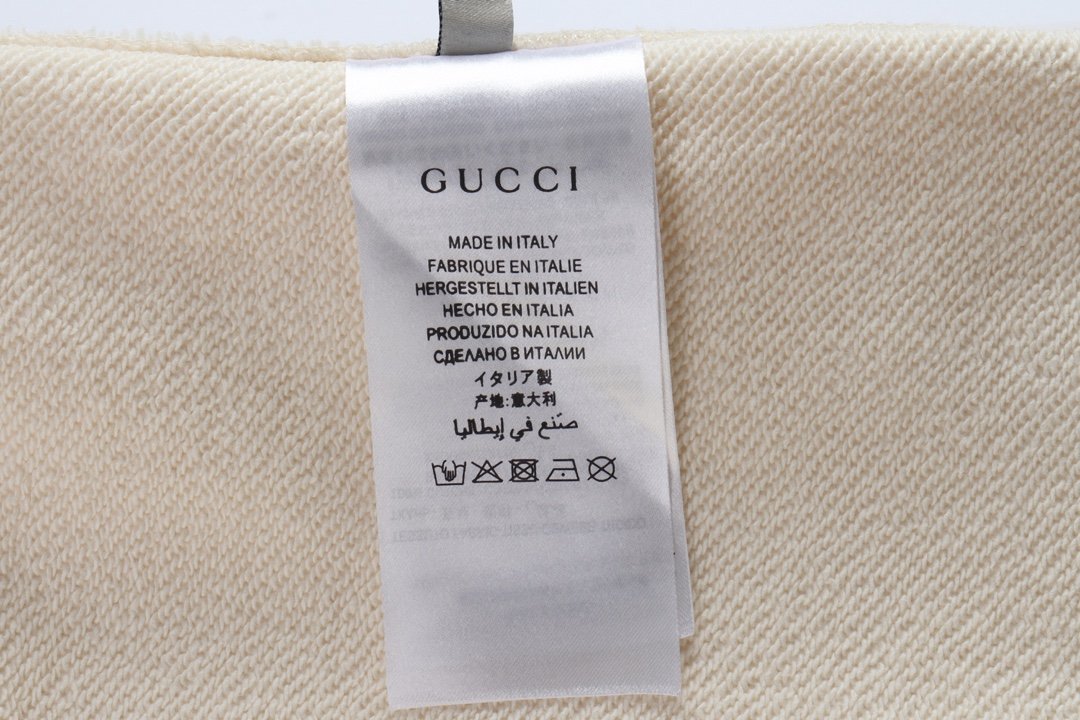 GUCCI
MADE IN ITALY
FABRIQUE EN ITALIE
HERGESTELLT IN ITALIEN
HECHO EN ITALIA
PRODUZIDO NA ITALIA
СДЕЛАНО В ИТАЛИИ
イタリア製
产地:意大利
صنع في إيطاليا